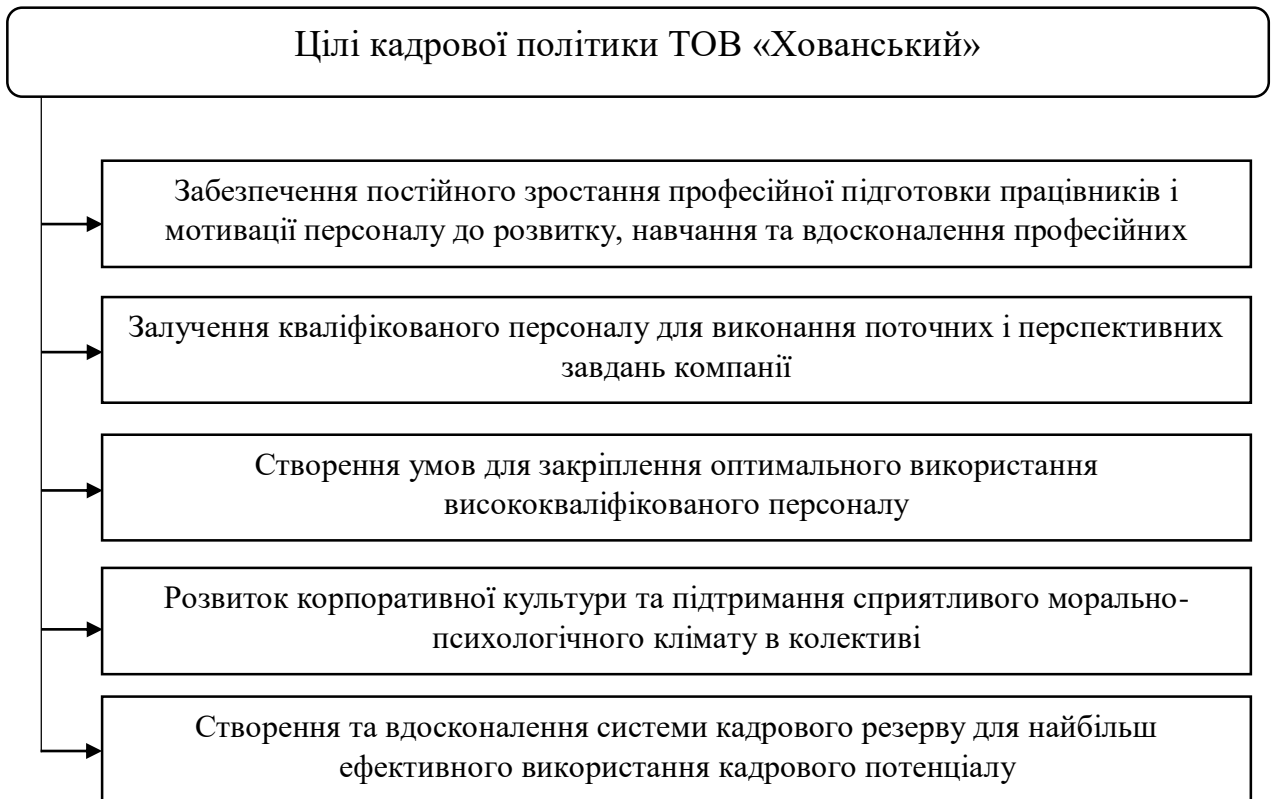 Цілі кадрової політики ТОВ «Хованський»
Забезпечення постійного зростання професійної підготовки працівників і
мотивації персоналу до розвитку, навчання та вдосконалення професійних
Залучення кваліфікованого персоналу для виконання поточних і перспективних
завдань компанії
Створення умов для закріплення оптимального використання
висококваліфікованого персоналу
Розвиток корпоративної культури та підтримання сприятливого морально-
психологічного клімату в колективі
Створення та вдосконалення системи кадрового резерву для найбільш
ефективного використання кадрового потенціалу